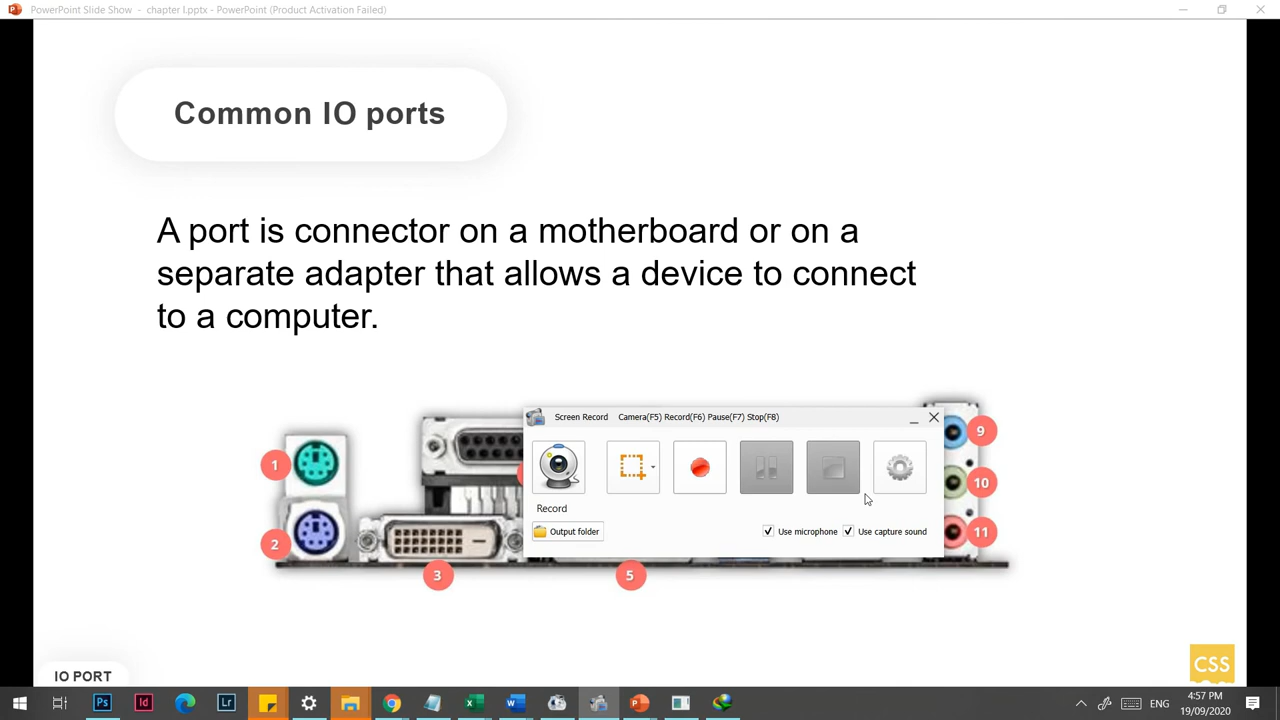 PowerPoint Slide Show - chapter I.pptx - PowerPoint (Product Activation Failed)
Common IO ports
A port is connector on a motherboard or on a
separate adapter that allows a device to connect
to a computer.
Screen Record Camera(F5) Record(F6) Pause(F7) Stop(F8)
Record
Output folder
Use microphone
Use capture sound
1
2
3
5
9
10
11
IO PORT
CSS
Ps
Id
Lr
ENG
4:57 PM
19/09/2020